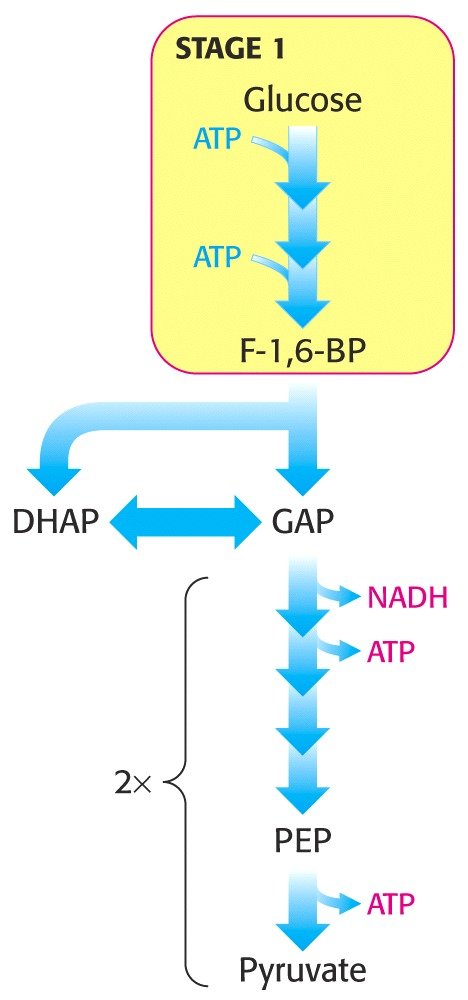 STAGE 1
Glucose
ATP
ATP
F-1,6-BP
DHAP
GAP
NADH
ATP
2×
PEP
ATP
Pyruvate